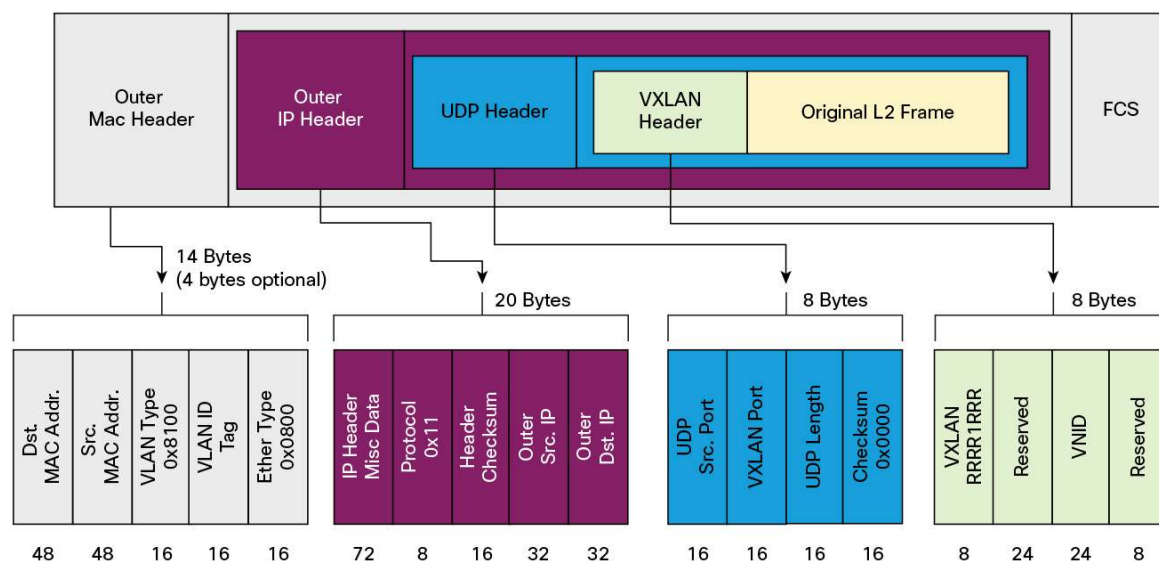 Outer
Mac Header
Outer
IP Header
UDP Header
VXLAN
Header
Original L2 Frame
FCS
14 Bytes
(4 bytes optional)
20 Bytes
8 Bytes
8 Bytes
Dst.
MAC Addr.
Src.
MAC Addr.
VLAN Type
0x8100
VLAN ID
Tag
Ether Type
0x0800
IP Header
Misc Data
Protocol
0x11
Header
Checksum
Outer
Src. IP
Outer
Dst. IP
UDP
Src. Port
VXLAN Port
UDP Length
Checksum
0x0000
VXLAN
RRRR1RRR
Reserved
VNID
Reserved
48 48 16 16 16 72 8 16 32 32 16 16 16 16 8 24 24 8